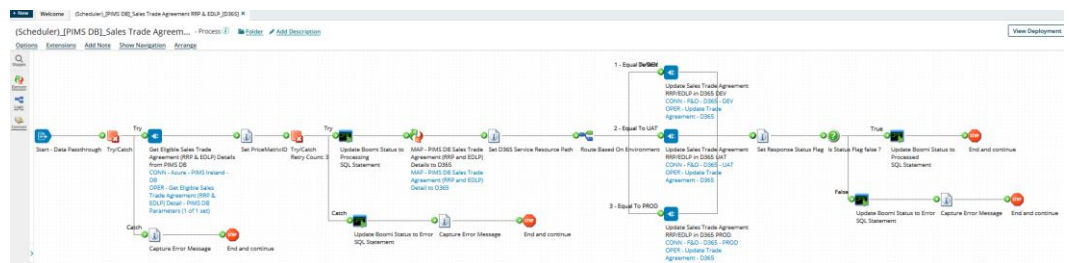 + New
Welcome
(Scheduler)_[PIMS DB]_Sales Trade Agreement RRP & EDLP_[D365] ×
(Scheduler)_[PIMS DB]_Sales Trade Agreem... - Process
Folder
Add Description
View Deployment
Options Extensions Add Note Show Navigation Arrange
Start - Data Passthrough
Try/Catch
Try
Get Eligible Sales
Trade Agreement
(RRP & EDLP) Details
from PIMS DB
CONN - Azure - PIMS Ireland -
DB
OPER - Get Eligible Sales
Trade Agreement (RRP &
EDLP) Detail - PIMS DB
Parameters (1 of 1 set)
Catch
Capture Error Message
End and continue
Set PriceMatrixID
Try/Catch
Retry Count: 3
Try
Update Boomi Status to
Processing
SQL Statement
MAP - PIMS DB Sales Trade
Agreement (RRP and EDLP)
Details to D365
MAP - PIMS DB Sales Trade
Agreement (RRP and EDLP)
Detail to D365
Catch
Update Boomi Status to Error
SQL Statement
Capture Error Message
End and continue
Set D365 Service Resource Path
Route Based On Environment
1 - Equal To DEV
Update Sales Trade Agreement
RRP/EDLP in D365 DEV
CONN - F&O - D365 - DEV
OPER - Update Trade
Agreement - D365
2 - Equal To UAT
Update Sales Trade Agreement
RRP/EDLP in D365 UAT
CONN - F&O - D365 - UAT
OPER - Update Trade
Agreement - D365
3 - Equal To PROD
Update Sales Trade Agreement
RRP/EDLP in D365 PROD
CONN - F&O - D365 - PROD
OPER - Update Trade
Agreement - D365
Set Response Status Flag
Is Status Flag false ?
True
Update Boomi Status to
Processed
SQL Statement
End and continue
False
Update Boomi Status to Error
SQL Statement
Capture Error Message
End and continue